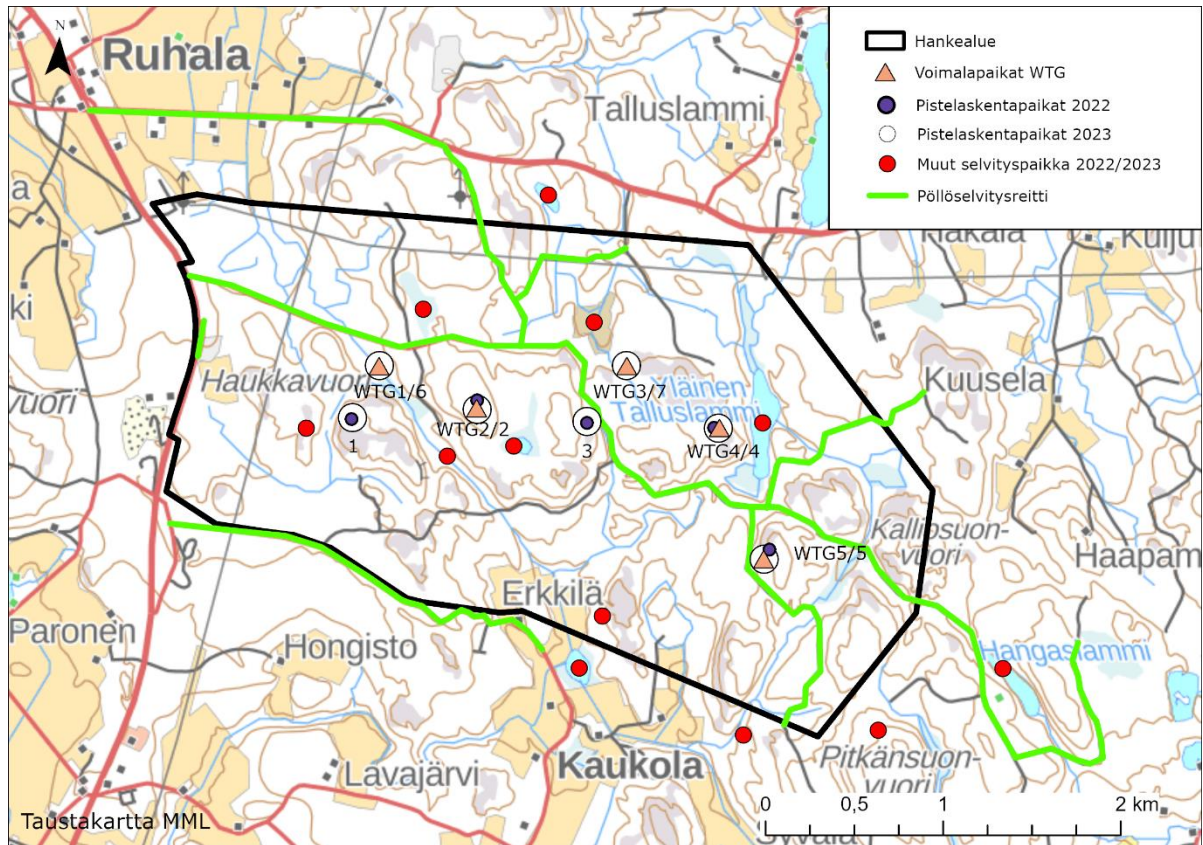 N
Ruhala
Talluslammi
Hankealue
Voimalapaikat WTG
Pistelaskentapaikat 2022
Pistelaskentapaikat 2023
Muut selvityspaikka 2022/2023
Pöllöselvitysreitti
a
ki
vuori
Haukkavuori
WTG1/6
WTG2/2
WTG3/7
Yläinen
Talluslammi
WTG4/4
1
3
Kuusela
WTG5/5
Kalliosuon-
vuori
Haapam
Erkkilä
Paronen
Hongisto
Hangaslammi
Kaukola
Pitkänsuon-
vuori
Lavajärvi
0
0,5
1
2 km
Taustakartta MML